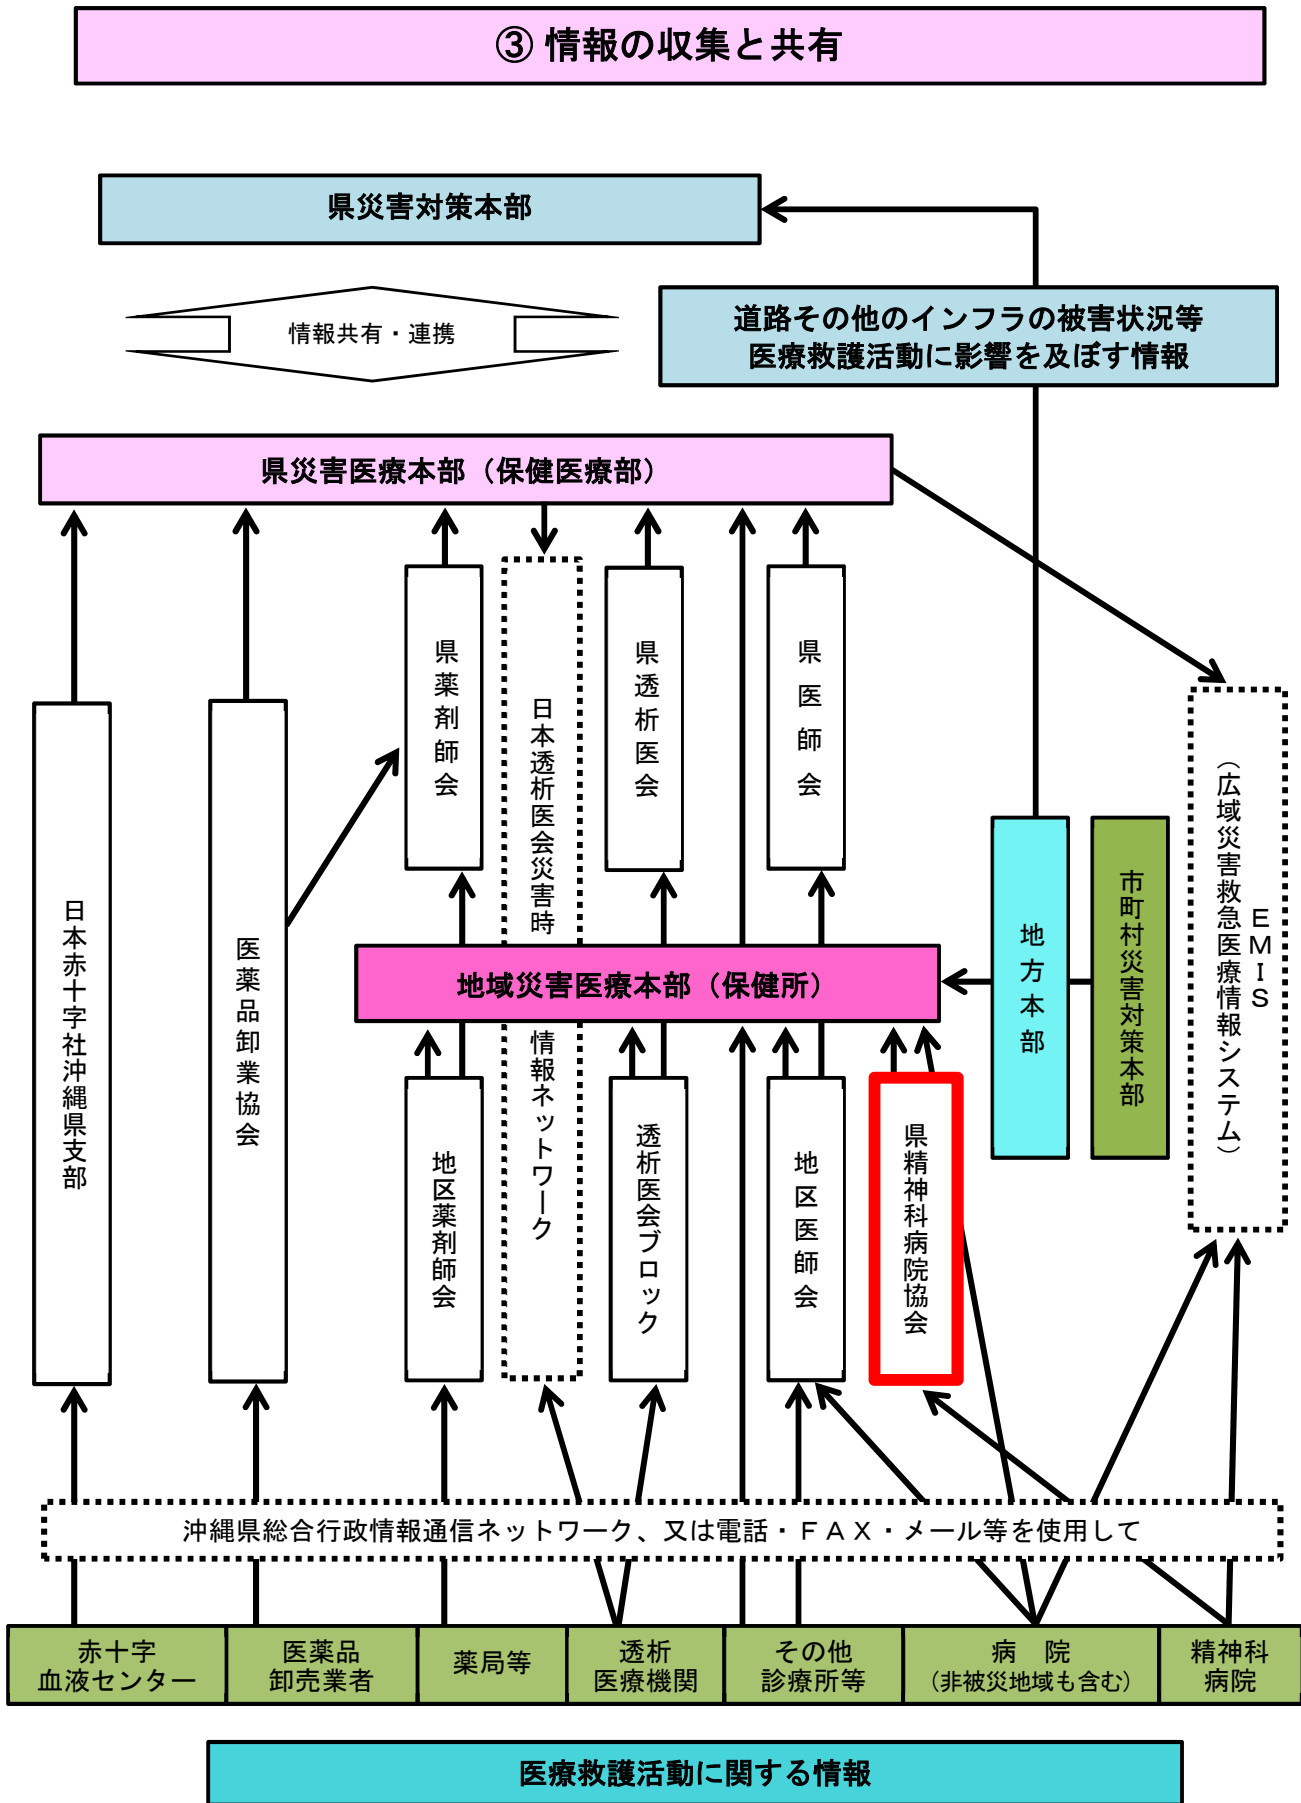 ③ 情報の収集と共有
県災害対策本部
情報共有・連携
道路その他のインフラの被害状況等
医療救護活動に影響を及ぼす情報
県災害医療本部（保健医療部）
日本赤十字社沖縄県支部
医薬品卸業協会
県薬剤師会
日本透析医会災害時
情報ネットワーク
県透析医会
県医師会
地域災害医療本部（保健所）
地区薬剤師会
透析医会ブロック
地区医師会
県精神科病院協会
地方本部
市町村災害対策本部
ＥＭＩＳ
（広域災害救急医療情報システム）
沖縄県総合行政情報通信ネットワーク、又は電話・ＦＡＸ・メール等を使用して
赤十字
血液センター
医薬品
卸売業者
薬局等
透析
医療機関
その他
診療所等
病　院
（非被災地域も含む）
精神科
病院
医療救護活動に関する情報